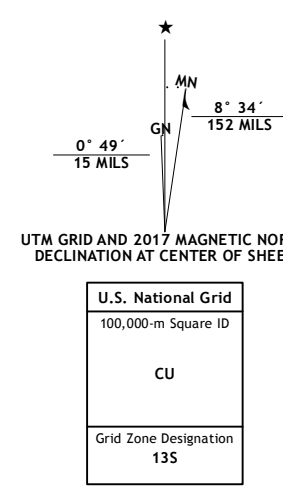 ★
MN
GN
8° 34´
152 MILS
0° 49´
15 MILS
UTM GRID AND 2017 MAGNETIC NOR
DECLINATION AT CENTER OF SHEE
U.S. National Grid
100,000-m Square ID
CU
Grid Zone Designation
13S